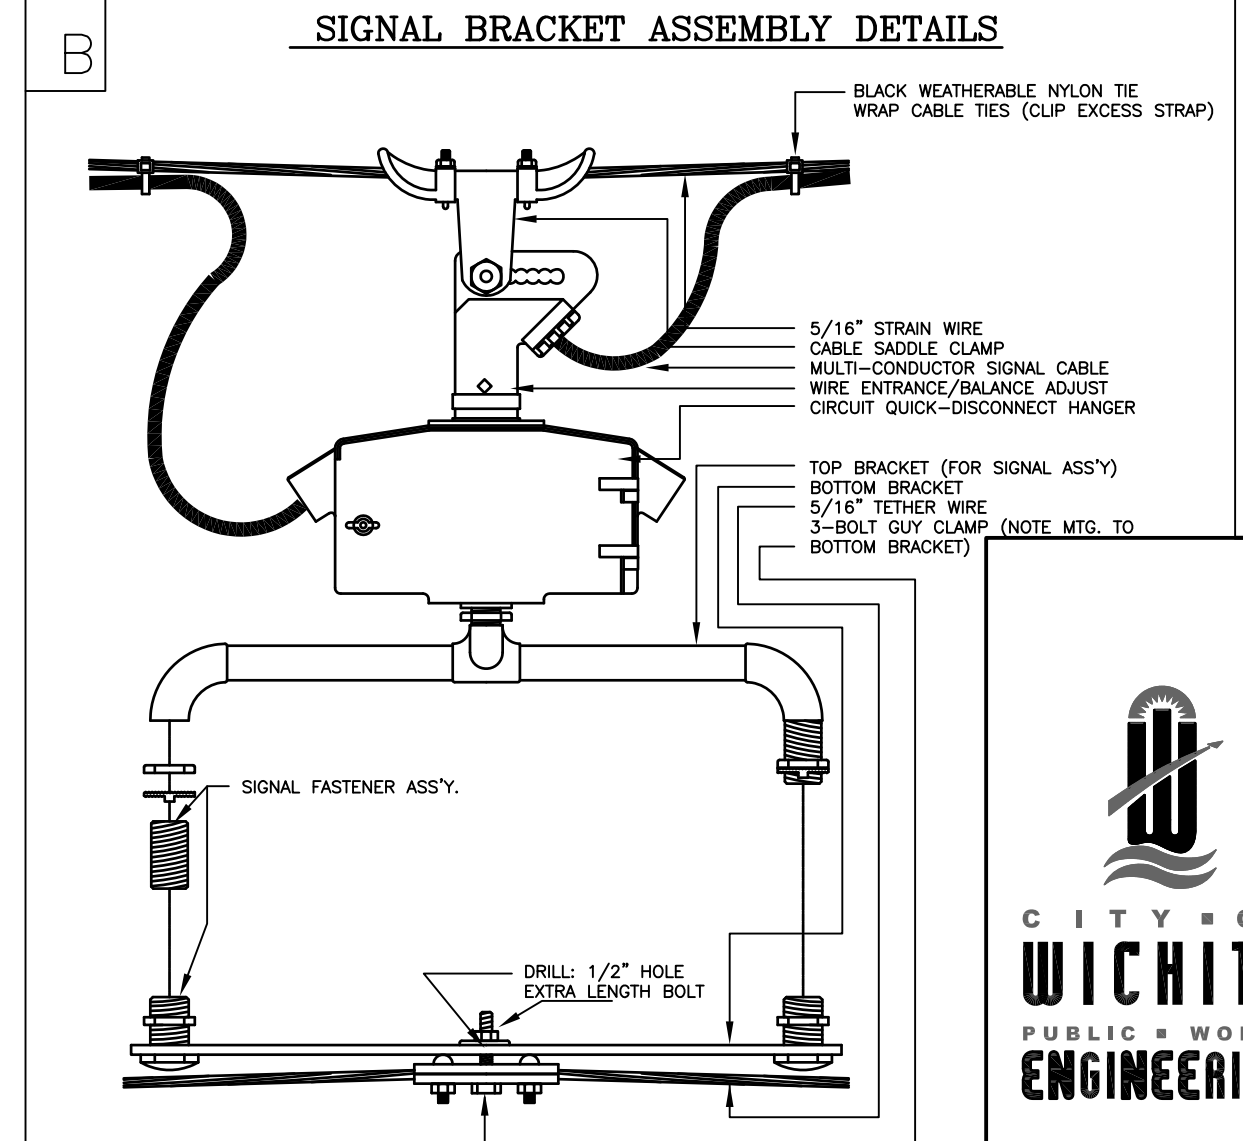 B
SIGNAL BRACKET ASSEMBLY DETAILS
BLACK WEATHERABLE NYLON TIE
WRAP CABLE TIES (CLIP EXCESS STRAP)
5/16" STRAIN WIRE
CABLE SADDLE CLAMP
MULTI-CONDUCTOR SIGNAL CABLE
WIRE ENTRANCE/BALANCE ADJUST
CIRCUIT QUICK-DISCONNECT HANGER
TOP BRACKET (FOR SIGNAL ASS'Y)
BOTTOM BRACKET
5/16" TETHER WIRE
3-BOLT GUY CLAMP (NOTE MTG. TO
BOTTOM BRACKET)
SIGNAL FASTENER ASS'Y.
DRILL: 1/2" HOLE
EXTRA LENGTH BOLT
CITY
WICHIT
PUBLIC WO
ENGINEERI